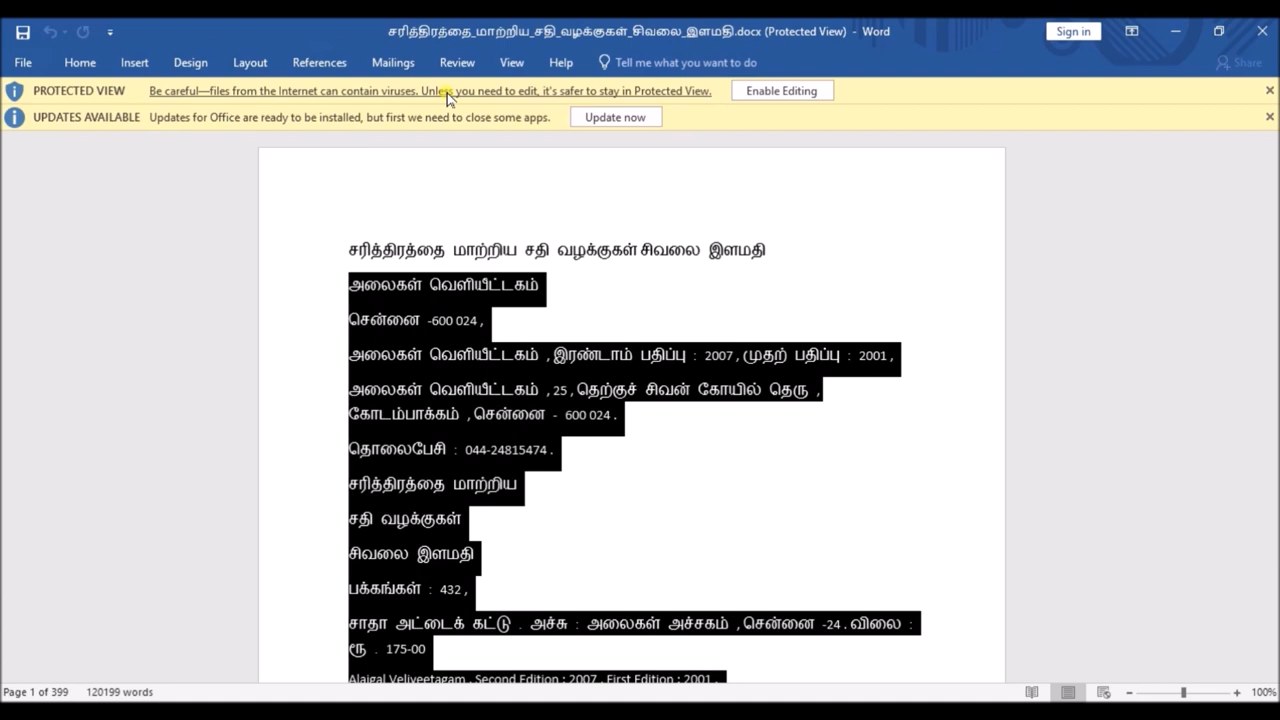 சரித்திரத்தை_மாற்றிய_சதி_வழக்குகள்_சிவலை_இளமதி.docx (Protected View) - Word
Sign in
File Home Insert Design Layout References Mailings Review View Help Tell me what you want to do Share
PROTECTED VIEW Be careful—files from the Internet can contain viruses. Unless you need to edit, it's safer to stay in Protected View. Enable Editing
UPDATES AVAILABLE Updates for Office are ready to be installed, but first we need to close some apps. Update now
சரித்திரத்தை மாற்றிய சதி வழக்குகள் சிவலை இளமதி
அலைகள் வெளியீட்டகம்
சென்னை -600 024 ,
அலைகள் வெளியீட்டகம் , இரண்டாம் பதிப்பு : 2007 , முதற் பதிப்பு : 2001 ,
அலைகள் வெளியீட்டகம் , 25 , தெற்குச் சிவன் கோயில் தெரு ,
கோடம்பாக்கம் , சென்னை - 600 024 .
தொலைபேசி : 044-24815474 .
சரித்திரத்தை மாற்றிய
சதி வழக்குகள்
சிவலை இளமதி
பக்கங்கள் : 432 ,
சாதா அட்டைக் கட்டு . அச்சு : அலைகள் அச்சகம் , சென்னை -24 . விலை :
ரூ . 175-00
Alaigal Veliyeetagam , Second Edition : 2007 , First Edition : 2001 ,
Page 1 of 399 120199 words 100%